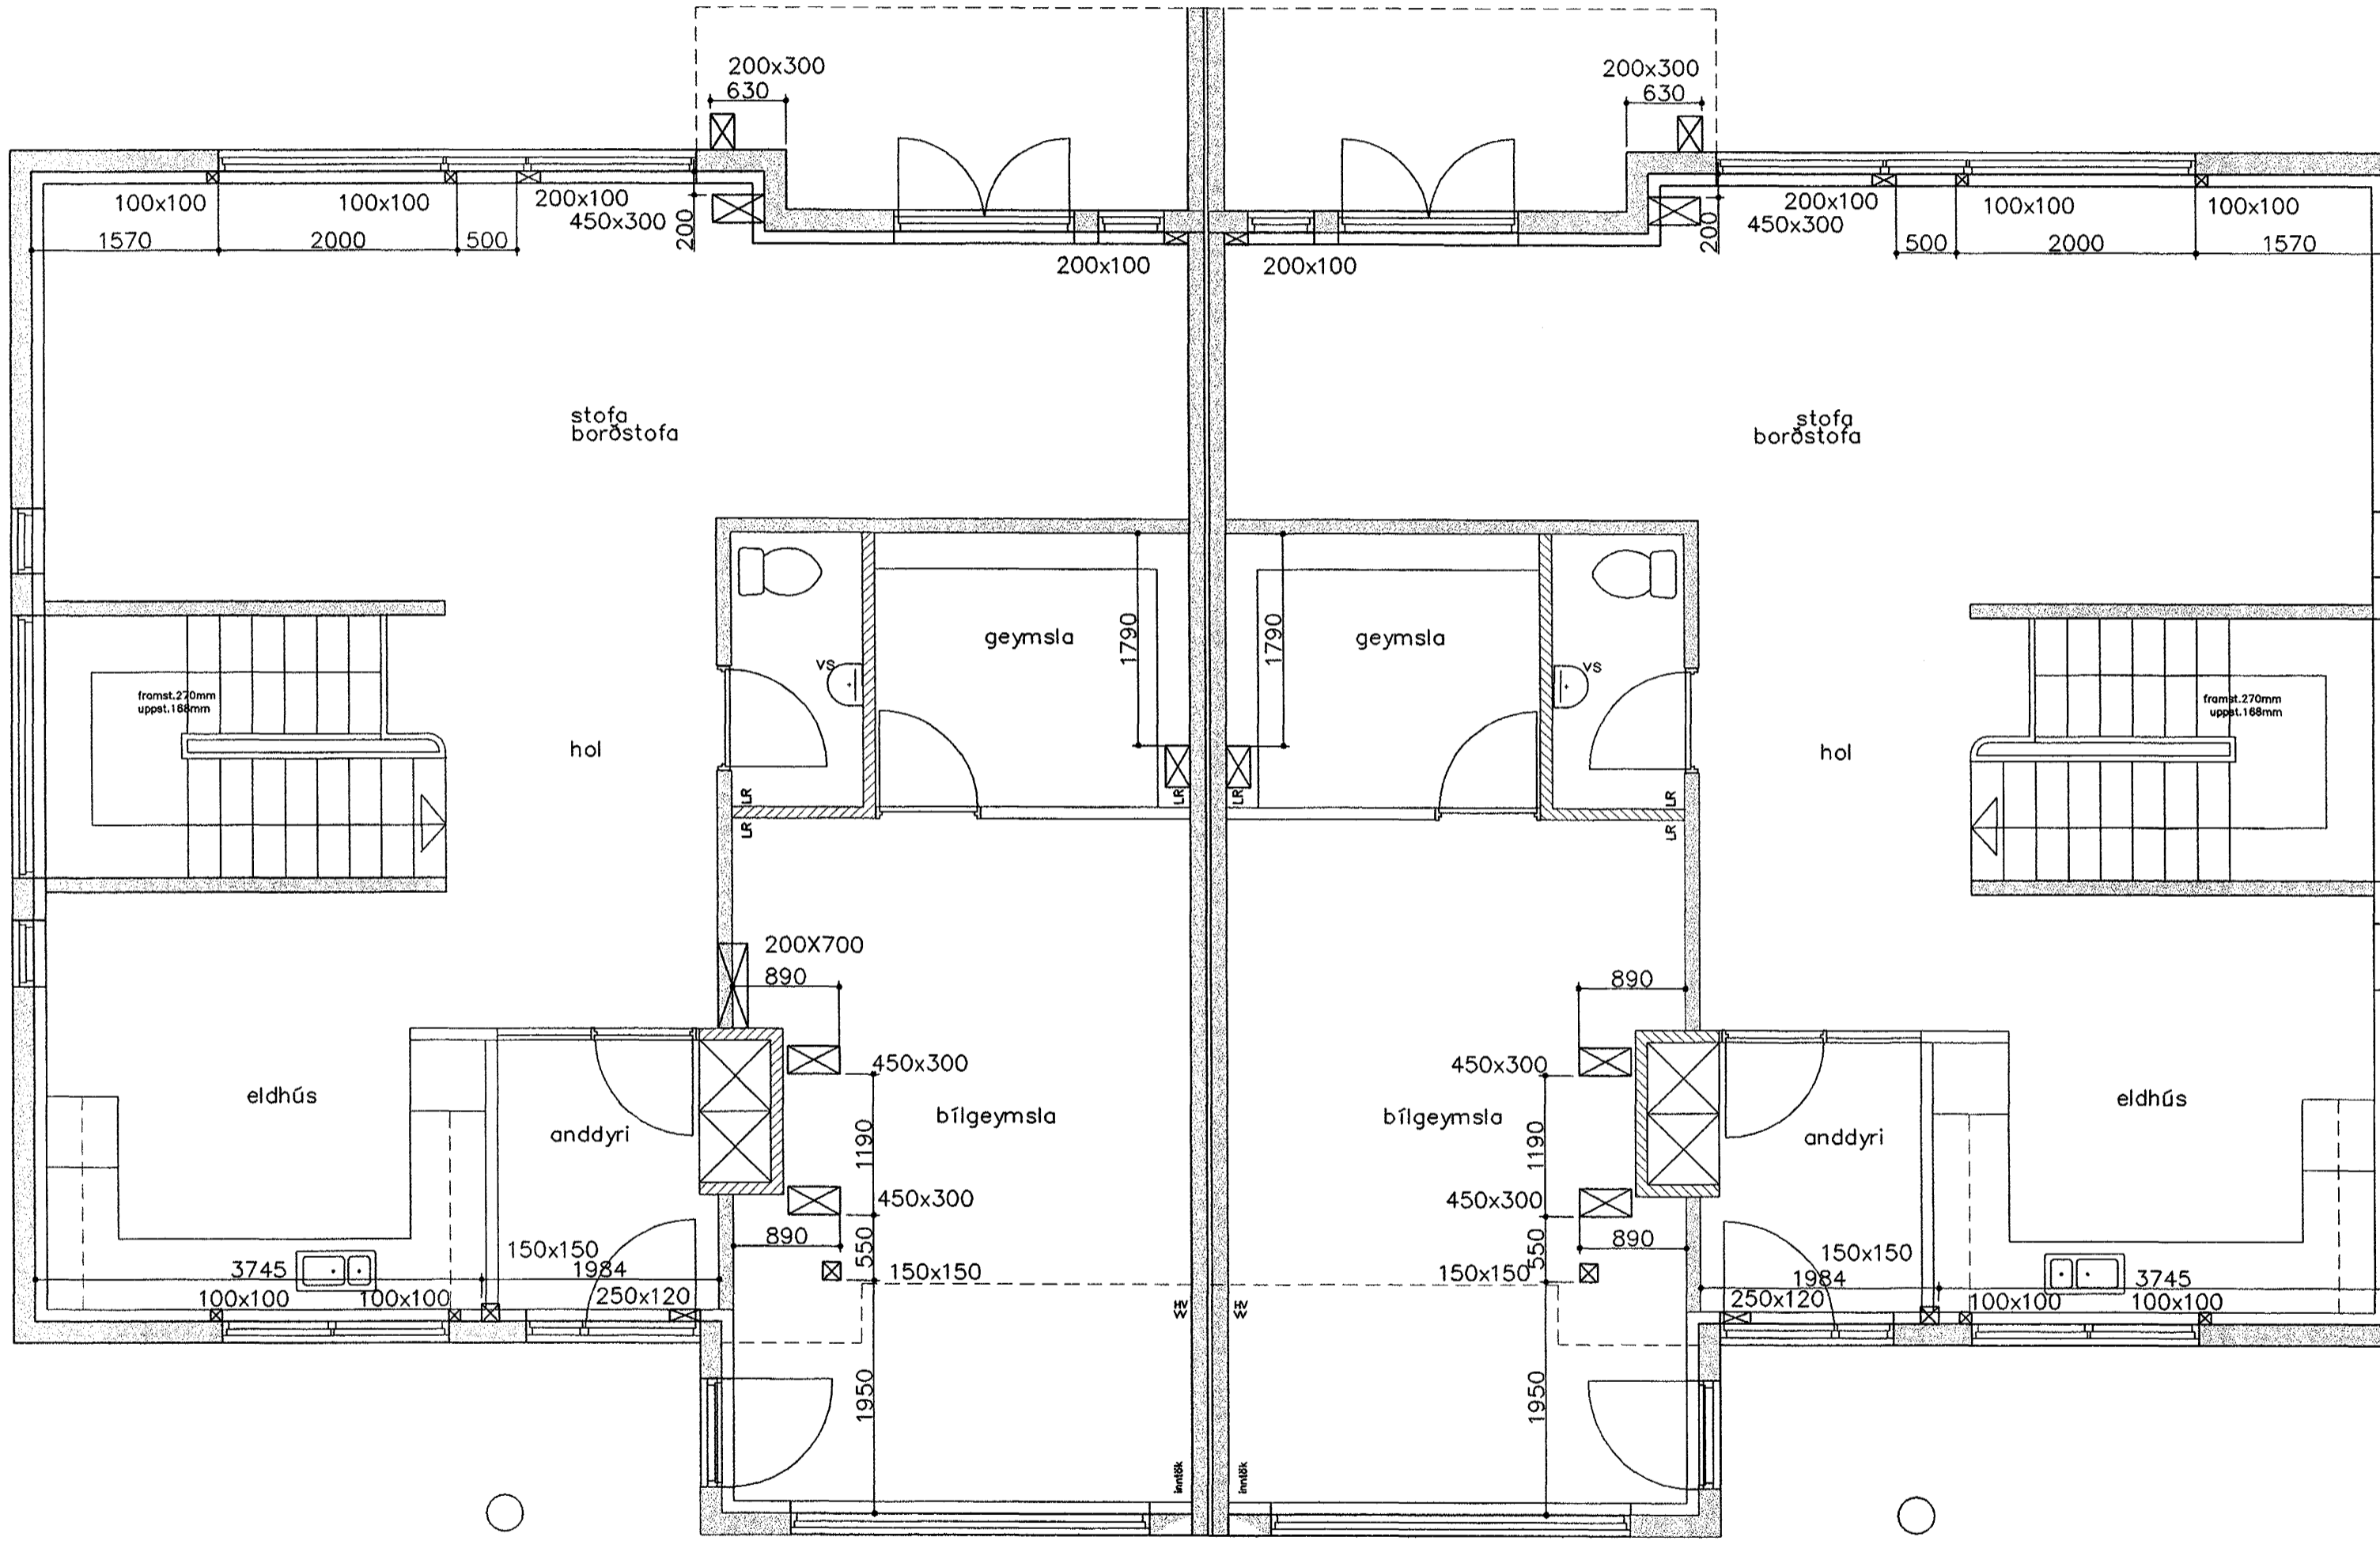 200x300
630
200x300
630
100x100
100x100
200x100
450x300
200
1570
2000
500
200x100
200x100
200x100
450x300
200
100x100
100x100
500
2000
1570
stofa
borðstofa
stofa
borðstofa
geymsla
1790
1790
geymsla
vs
vs
framst.270mm
uppst.168mm
framst.270mm
uppst.168mm
hol
hol
LR
LR
LR
LR
LR
LR
200X700
890
890
450x300
450x300
eldhús
anddyri
1190
bílgeymsla
bílgeymsla
1190
anddyri
eldhús
450x300
450x300
890
550
550
890
150x150
150x150
150x150
150x150
3745
1984
1984
3745
100x100
100x100
250x120
250x120
100x100
100x100
HV
VV
HV
VV
1950
1950
inntök
inntök